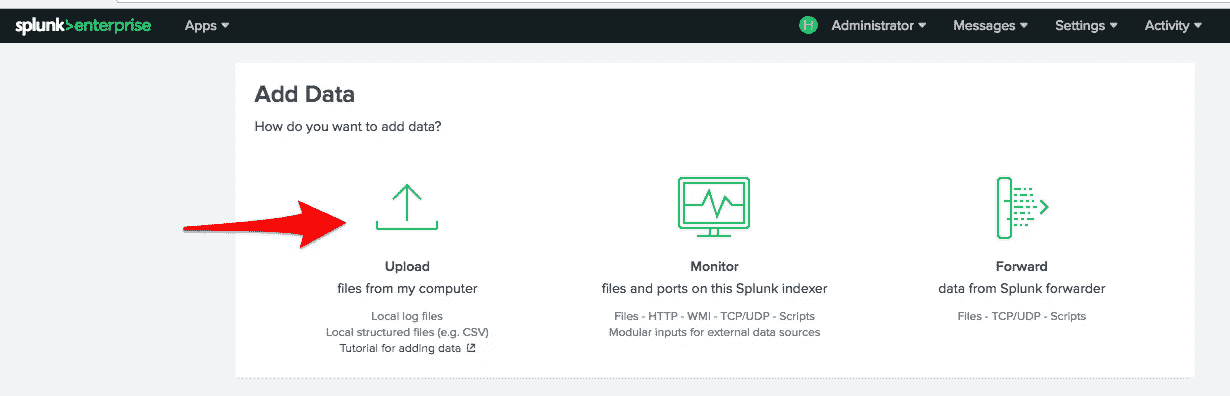 splunk>enterprise Apps H Administrator Messages Settings Activity
Add Data
How do you want to add data?
Upload
files from my computer
Local log files
Local structured files (e.g. CSV)
Tutorial for adding data
Monitor
files and ports on this Splunk indexer
Files - HTTP - WMI - TCP/UDP - Scripts
Modular inputs for external data sources
Forward
data from Splunk forwarder
Files - TCP/UDP - Scripts